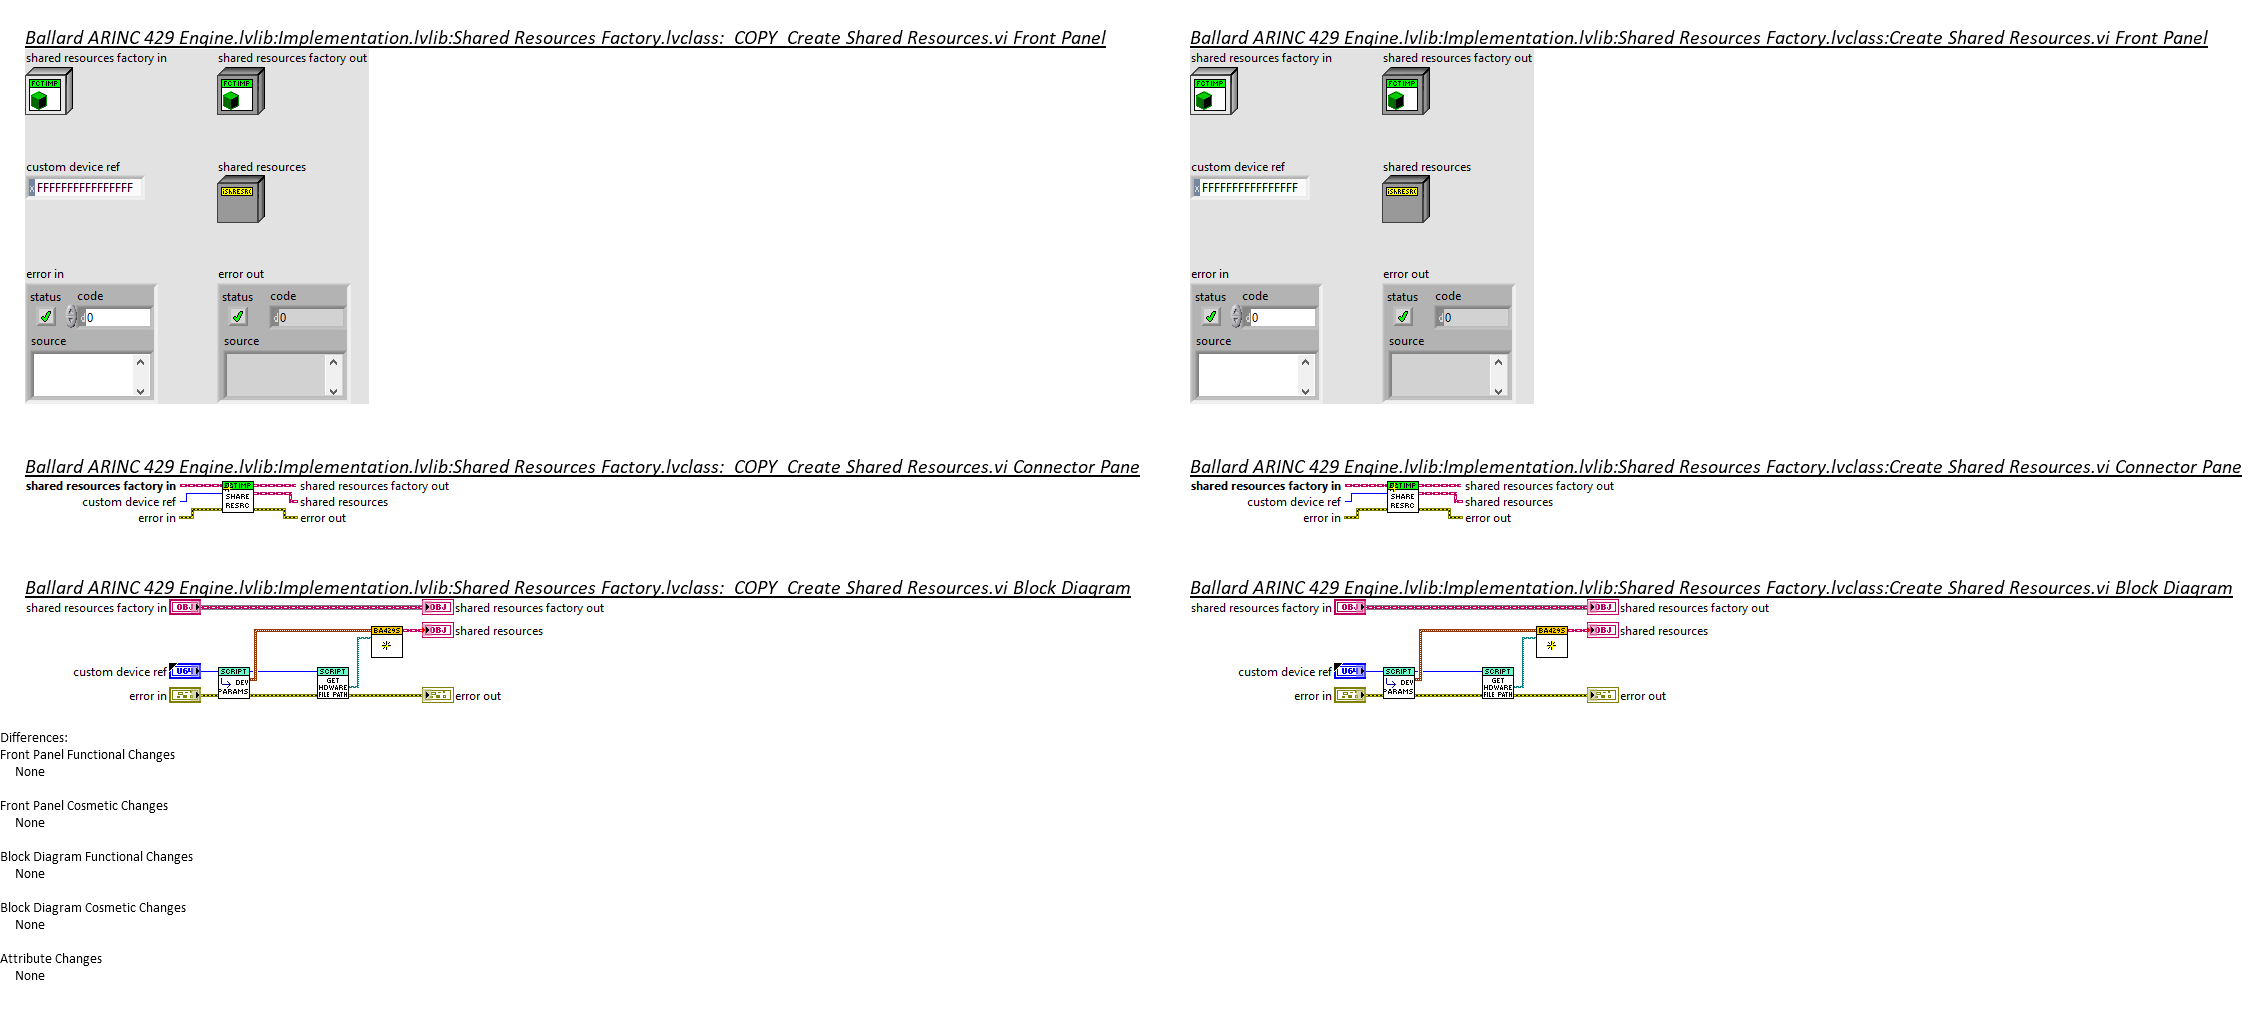 Ballard ARINC 429 Engine.lvlib:Implementation.lvlib:Shared Resources Factory.lvclass:_COPY_Create Shared Resources.vi Front Panel
shared resources factory in
shared resources factory out
FCTIMP
FCTIMP
custom device ref
shared resources
x FFFFFFFFFFFFFFFF
iShRESRC
error in
error out
status code
status code
d 0
d 0
source
source
Ballard ARINC 429 Engine.lvlib:Implementation.lvlib:Shared Resources Factory.lvclass:Create Shared Resources.vi Front Panel
shared resources factory in
shared resources factory out
FCTIMP
FCTIMP
custom device ref
shared resources
x FFFFFFFFFFFFFFFF
iShRESRC
error in
error out
status code
status code
d 0
d 0
source
source
Ballard ARINC 429 Engine.lvlib:Implementation.lvlib:Shared Resources Factory.lvclass:_COPY_Create Shared Resources.vi Connector Pane
shared resources factory in
shared resources factory out
custom device ref
SHARE
RESRC
shared resources
error in
error out
Ballard ARINC 429 Engine.lvlib:Implementation.lvlib:Shared Resources Factory.lvclass:Create Shared Resources.vi Connector Pane
shared resources factory in
shared resources factory out
custom device ref
SHARE
RESRC
shared resources
error in
error out
Ballard ARINC 429 Engine.lvlib:Implementation.lvlib:Shared Resources Factory.lvclass:_COPY_Create Shared Resources.vi Block Diagram
shared resources factory in OBJ
OBJ shared resources factory out
BA429S
OBJ shared resources
custom device ref U64
SCRIPT
DEV
PARAMS
SCRIPT
GET
HDWARE
FILE PATH
error in
error out
Ballard ARINC 429 Engine.lvlib:Implementation.lvlib:Shared Resources Factory.lvclass:Create Shared Resources.vi Block Diagram
shared resources factory in OBJ
OBJ shared resources factory out
BA429S
OBJ shared resources
custom device ref U64
SCRIPT
DEV
PARAMS
SCRIPT
GET
HDWARE
FILE PATH
error in
error out
Differences:
Front Panel Functional Changes
None
Front Panel Cosmetic Changes
None
Block Diagram Functional Changes
None
Block Diagram Cosmetic Changes
None
Attribute Changes
None